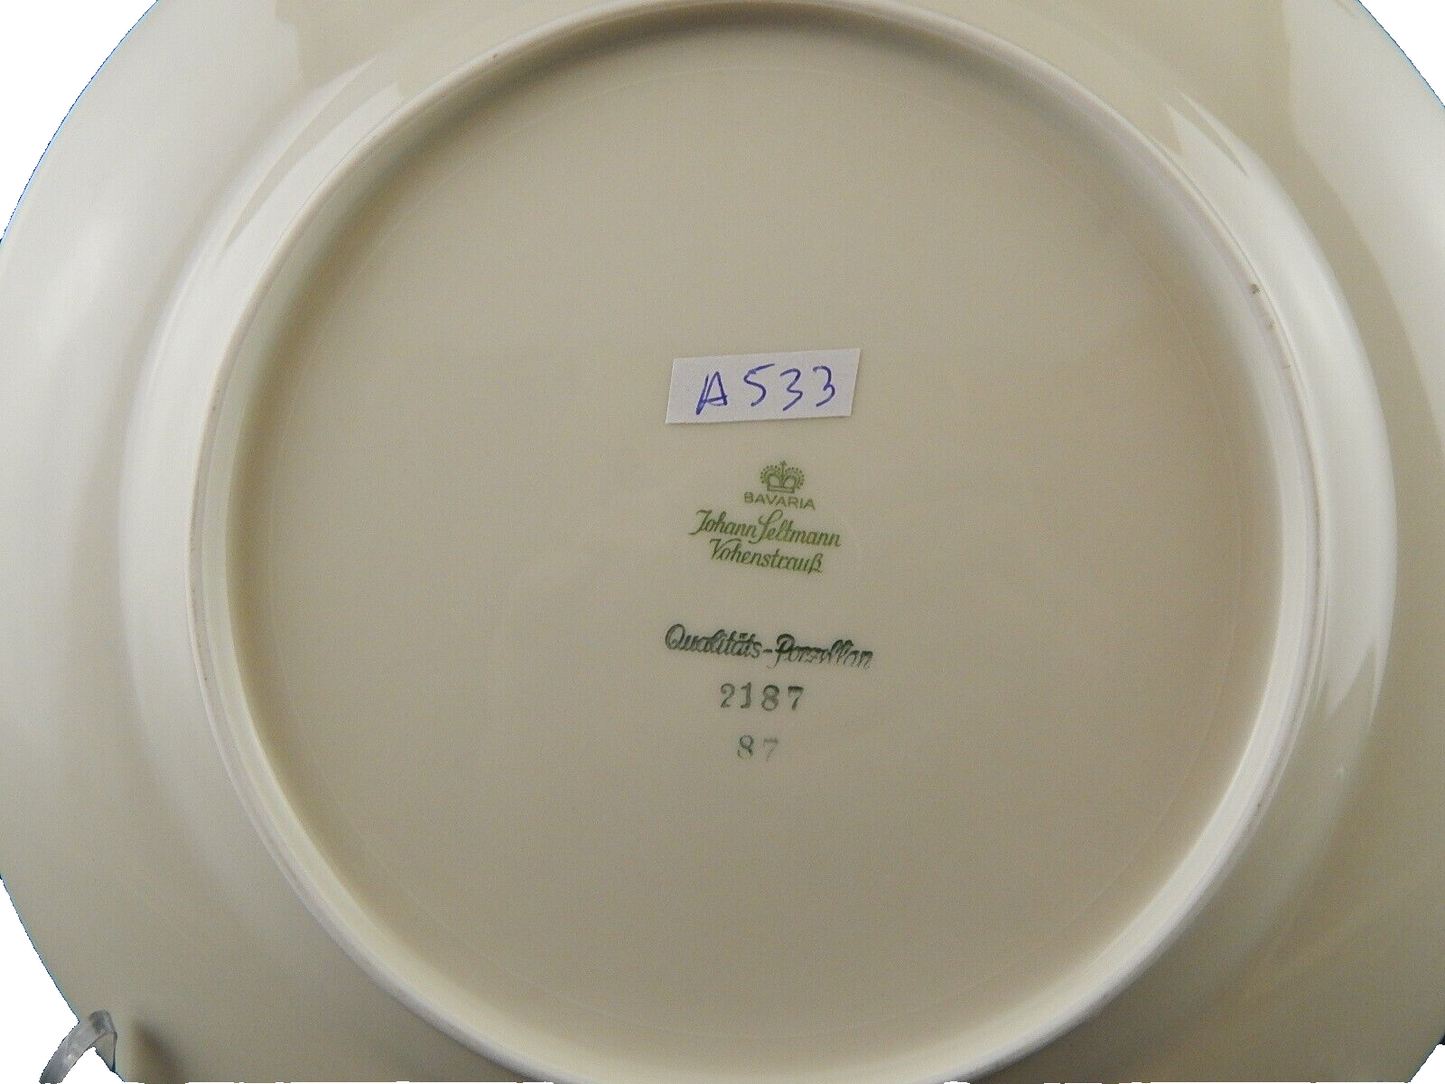 A533
BAVARIA
Johann Seltmann
Vohenstrauß
Qualitäts-Porzellan
2187
87